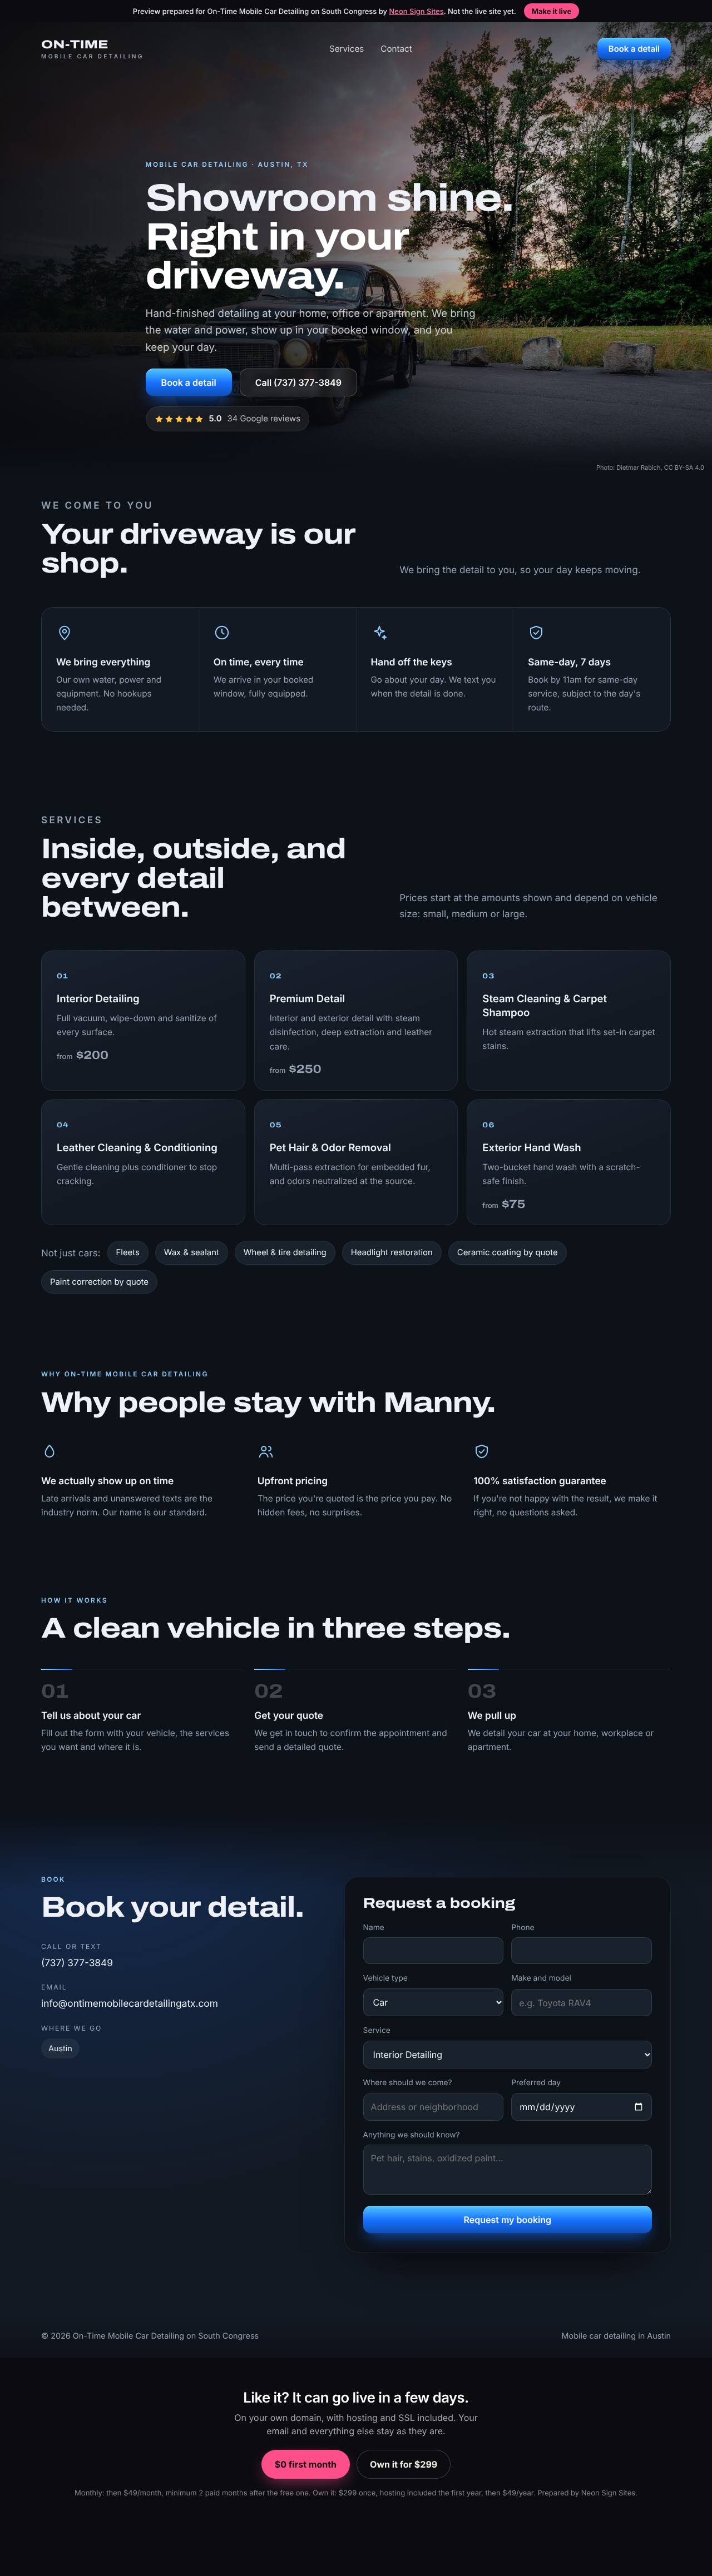 Preview prepared for On-Time Mobile Car Detailing on South Congress by Neon Sign Sites. Not the live site yet.
Make it live
ON-TIME
MOBILE CAR DETAILING
Services
Contact
Book a detail
MOBILE CAR DETAILING · AUSTIN, TX
Showroom shine.
Right in your
driveway.
Hand-finished detailing at your home, office or apartment. We bring
the water and power, show up in your booked window, and you
keep your day.
Book a detail
Call (737) 377-3849
★★★★★ 5.0 34 Google reviews
Photo: Dietmar Rabich, CC BY-SA 4.0
WE COME TO YOU
Your driveway is our
shop.
We bring the detail to you, so your day keeps moving.
We bring everything
Our own water, power and
equipment. No hookups
needed.
On time, every time
We arrive in your booked
window, fully equipped.
Hand off the keys
Go about your day. We text you
when the detail is done.
Same-day, 7 days
Book by 11am for same-day
service, subject to the day's
route.
SERVICES
Inside, outside, and
every detail
between.
Prices start at the amounts shown and depend on vehicle
size: small, medium or large.
01
Interior Detailing
Full vacuum, wipe-down and sanitize of
every surface.
from $200
02
Premium Detail
Interior and exterior detail with steam
disinfection, deep extraction and leather
care.
from $250
03
Steam Cleaning & Carpet
Shampoo
Hot steam extraction that lifts set-in carpet
stains.
04
Leather Cleaning & Conditioning
Gentle cleaning plus conditioner to stop
cracking.
05
Pet Hair & Odor Removal
Multi-pass extraction for embedded fur,
and odors neutralized at the source.
06
Exterior Hand Wash
Two-bucket hand wash with a scratch-
safe finish.
from $75
Not just cars:
Fleets
Wax & sealant
Wheel & tire detailing
Headlight restoration
Ceramic coating by quote
Paint correction by quote
WHY ON-TIME MOBILE CAR DETAILING
Why people stay with Manny.
We actually show up on time
Late arrivals and unanswered texts are the
industry norm. Our name is our standard.
Upfront pricing
The price you're quoted is the price you pay. No
hidden fees, no surprises.
100% satisfaction guarantee
If you're not happy with the result, we make it
right, no questions asked.
HOW IT WORKS
A clean vehicle in three steps.
01
Tell us about your car
Fill out the form with your vehicle, the services
you want and where it is.
02
Get your quote
We get in touch to confirm the appointment and
send a detailed quote.
03
We pull up
We detail your car at your home, workplace or
apartment.
BOOK
Book your detail.
CALL OR TEXT
(737) 377-3849
EMAIL
info@ontimemobilecardetailingatx.com
WHERE WE GO
Austin
Request a booking
Name
Phone
Vehicle type
Car
Make and model
e.g. Toyota RAV4
Service
Interior Detailing
Where should we come?
Address or neighborhood
Preferred day
mm/dd/yyyy
Anything we should know?
Pet hair, stains, oxidized paint...
Request my booking
© 2026 On-Time Mobile Car Detailing on South Congress
Mobile car detailing in Austin
Like it? It can go live in a few days.
On your own domain, with hosting and SSL included. Your
email and everything else stay as they are.
$0 first month
Own it for $299
Monthly: then $49/month, minimum 2 paid months after the free one. Own it: $299 once, hosting included the first year, then $49/year. Prepared by Neon Sign Sites.